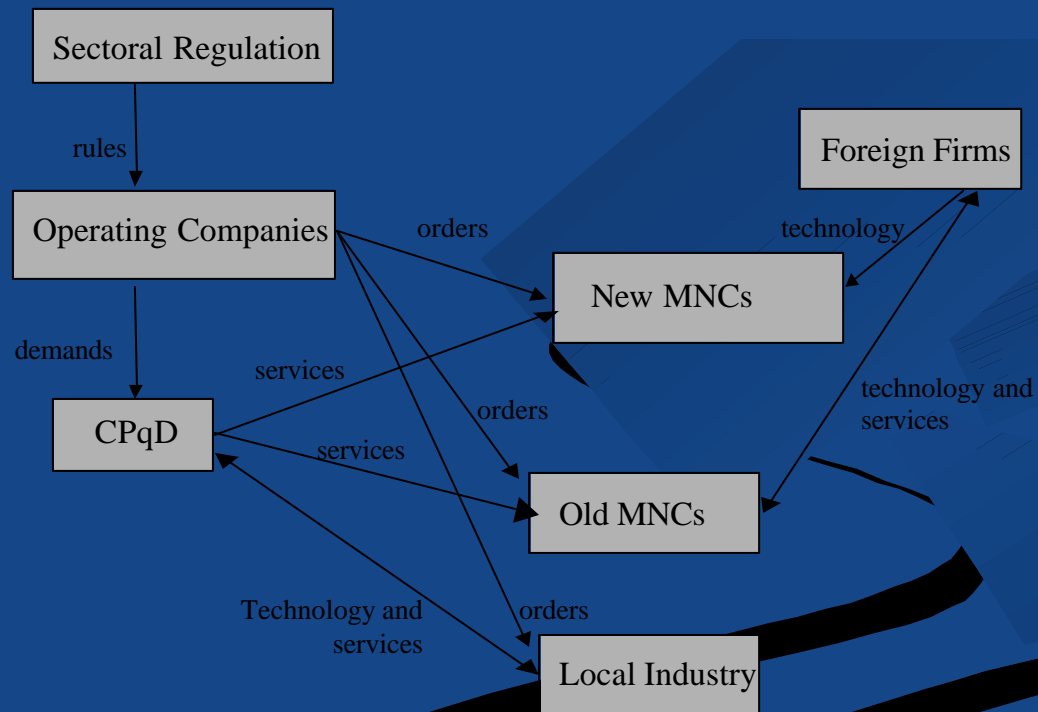 Sectoral Regulation
rules
Foreign Firms
Operating Companies
orders
technology
New MNCs
demands
services
technology and
services
orders
CPqD
services
Old MNCs
Technology and
services
orders
Local Industry